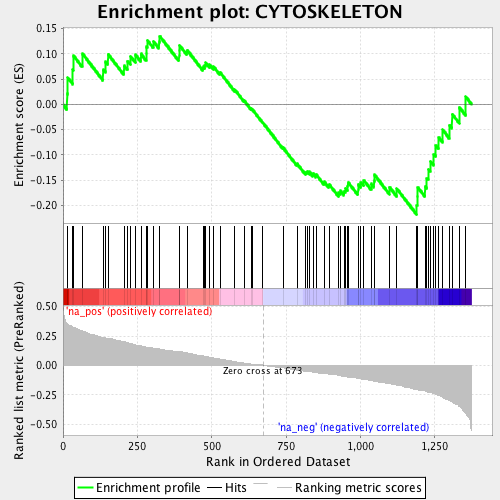 Enrichment plot: CYTOSKELETON
Enrichment score (ES)
0.15
0.10
0.05
0.00
-0.05
-0.10
-0.15
-0.20
'na_pos' (positively correlated)
Ranked list metric (PreRanked)
0.50
0.25
0.00
-0.25
-0.50
Zero cross at 673
'na_neg' (negatively correlated)
0
250
500
750
1,000
1,250
Rank in Ordered Dataset
Enrichment profile
Hits
Ranking metric scores